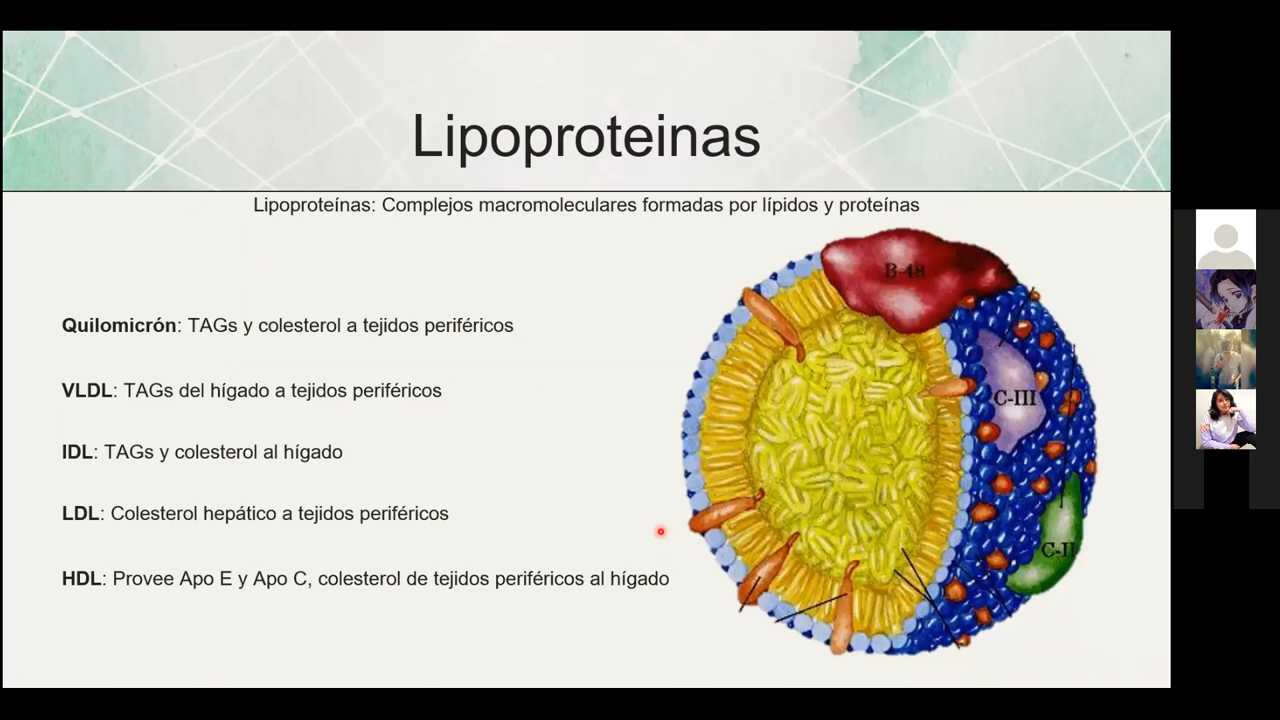 Lipoproteinas
Lipoproteínas: Complejos macromoleculares formadas por lípidos y proteínas
Quilomicrón: TAGs y colesterol a tejidos periféricos
VLDL: TAGs del hígado a tejidos periféricos
IDL: TAGs y colesterol al hígado
LDL: Colesterol hepático a tejidos periféricos
HDL: Provee Apo E y Apo C, colesterol de tejidos periféricos al hígado
B-48
C-III
C-II